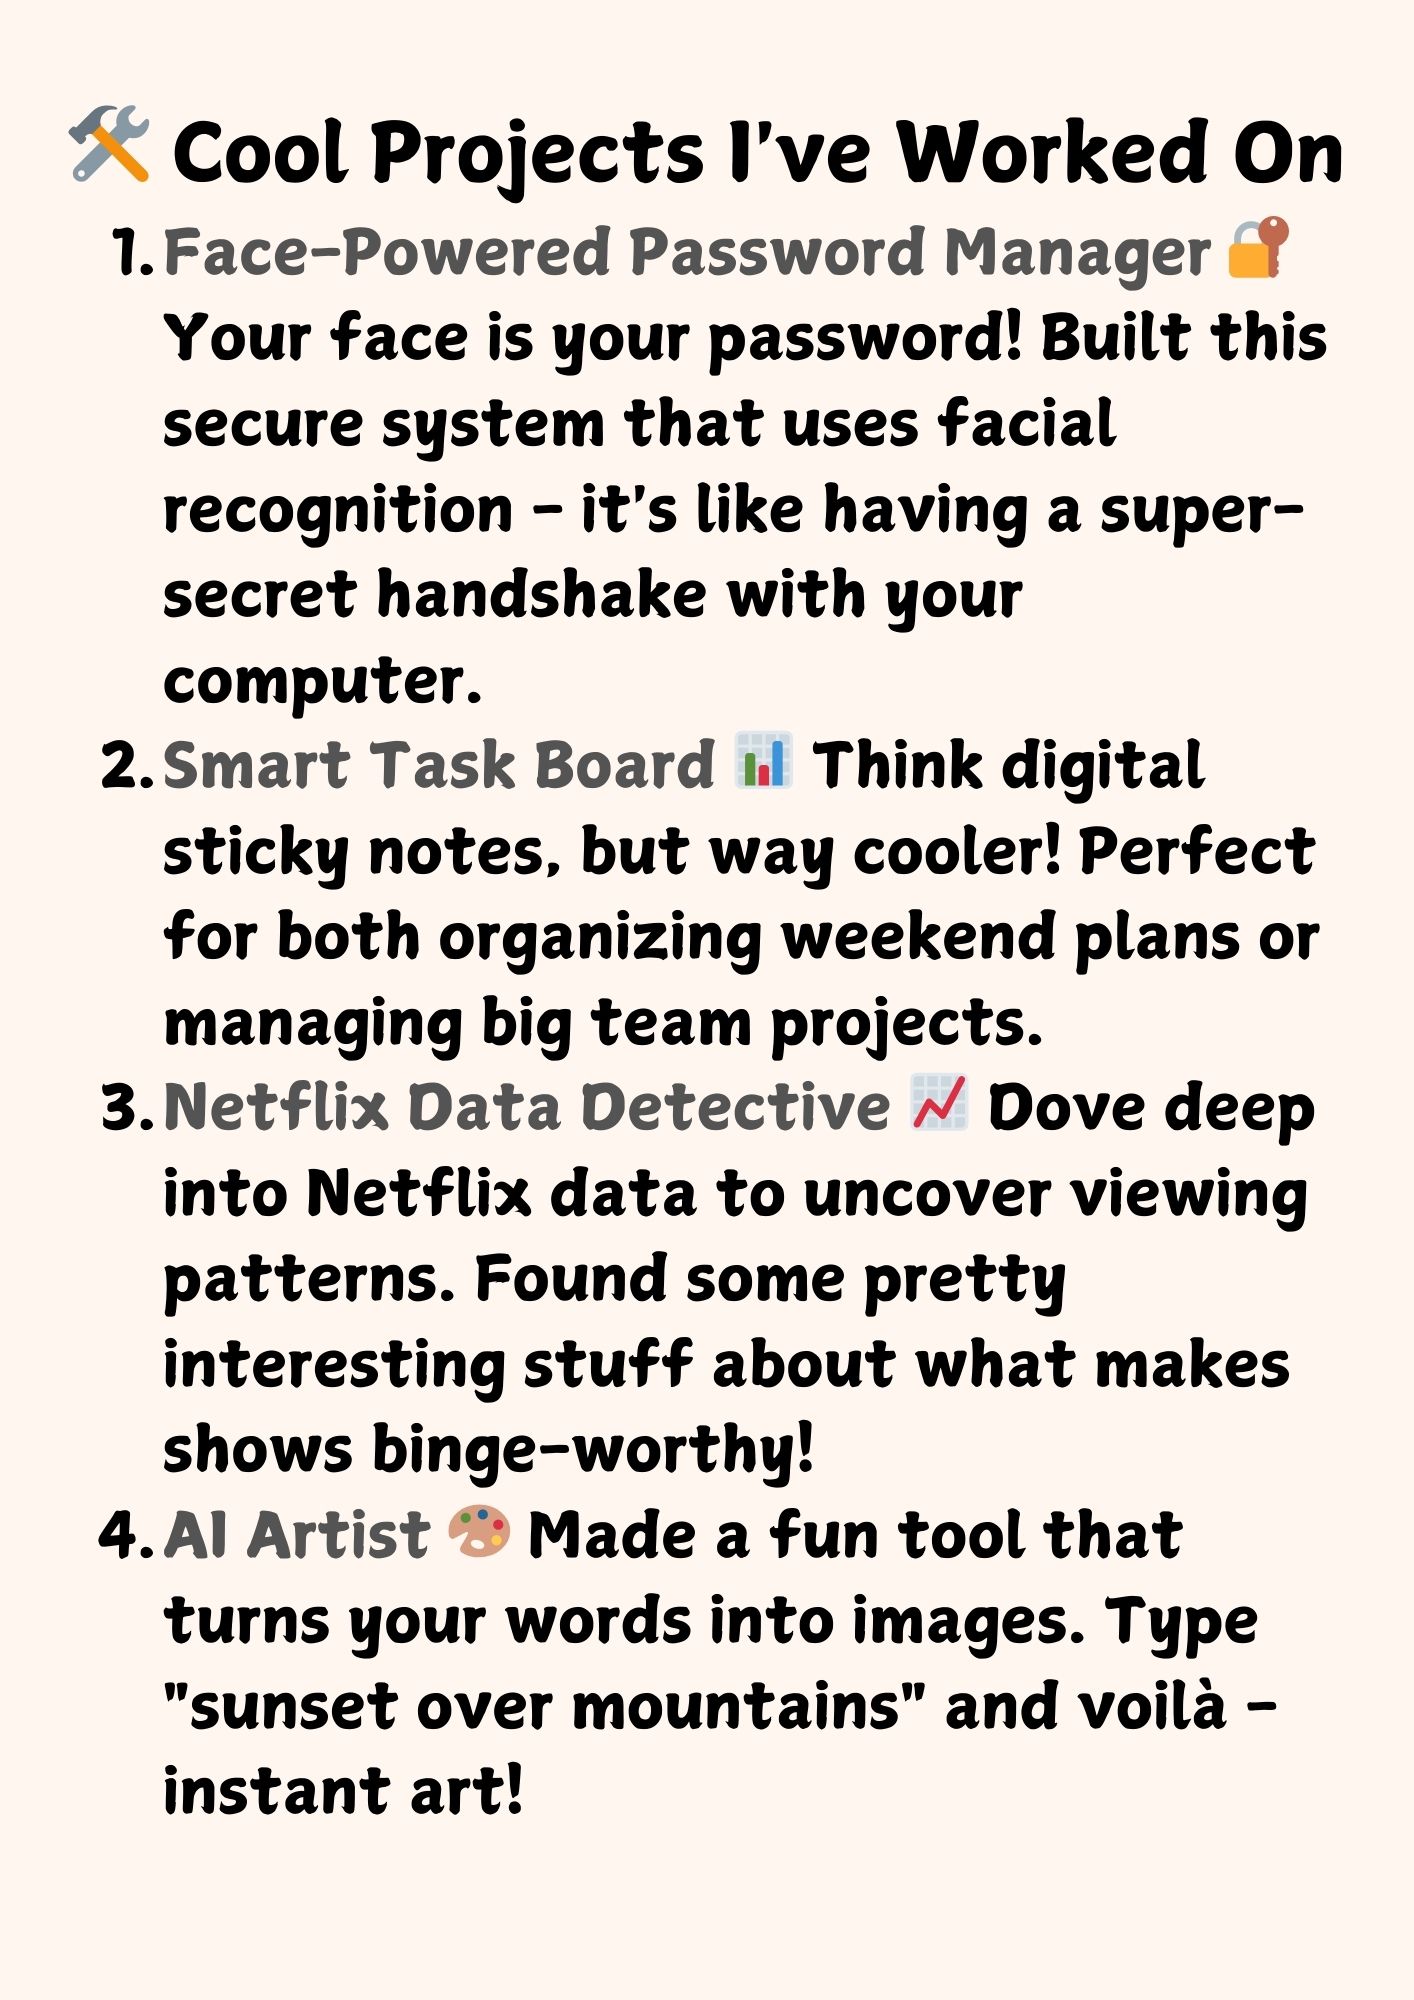 🛠️ Cool Projects I've Worked On
1. Face-Powered Password Manager 🔐
Your face is your password! Built this
secure system that uses facial
recognition - it's like having a super-
secret handshake with your
computer.
2. Smart Task Board 📊 Think digital
sticky notes, but way cooler! Perfect
for both organizing weekend plans or
managing big team projects.
3. Netflix Data Detective 📈 Dove deep
into Netflix data to uncover viewing
patterns. Found some pretty
interesting stuff about what makes
shows binge-worthy!
4. AI Artist 🎨 Made a fun tool that
turns your words into images. Type
"sunset over mountains" and voilà -
instant art!